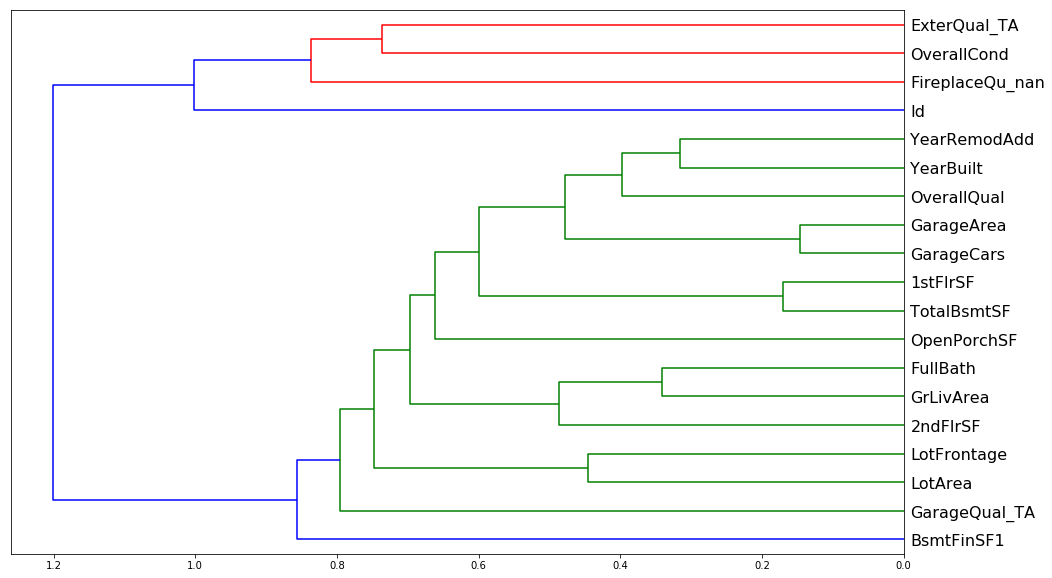 ExterQual_TA
OverallCond
FireplaceQu_nan
Id
YearRemodAdd
YearBuilt
OverallQual
GarageArea
GarageCars
1stFlrSF
TotalBsmtSF
OpenPorchSF
FullBath
GrLivArea
2ndFlrSF
LotFrontage
LotArea
GarageQual_TA
BsmtFinSF1
1.2 1.0 0.8 0.6 0.4 0.2 0.0